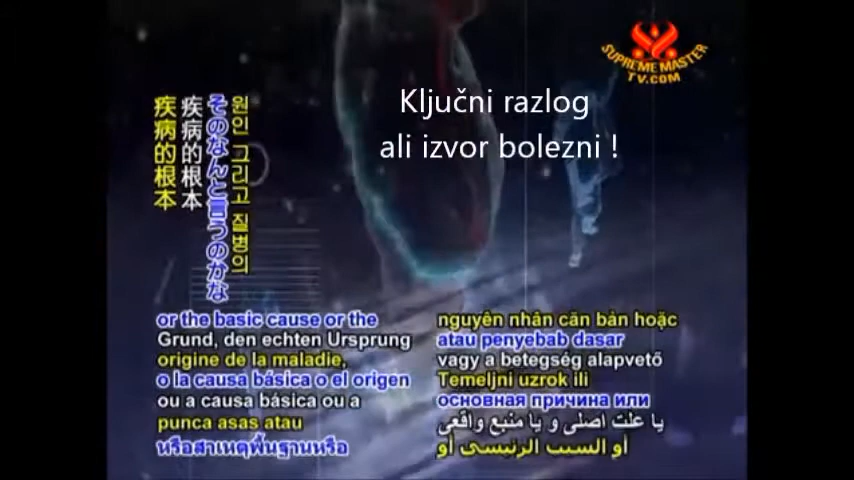 SUPREME MASTER
TV.COM
Ključni razlog
ali izvor bolezni !
원인 그리고 질병의
そのなんと言うのかな
疾病的根本
疾病的根本
or the basic cause or the
Grund, den echten Ursprung
origine de la maladie,
o la causa básica o el origen
ou a causa básica ou a
punca asas atau
หรือสาเหตุพื้นฐานหรือ
nguyên nhân căn bản hoặc
atau penyebab dasar
vagy a betegség alapvető
Temeljni uzrok ili
основная причина или
یا علت اصلی و یا منبع واقعی
أو السبب الرئيسي أو